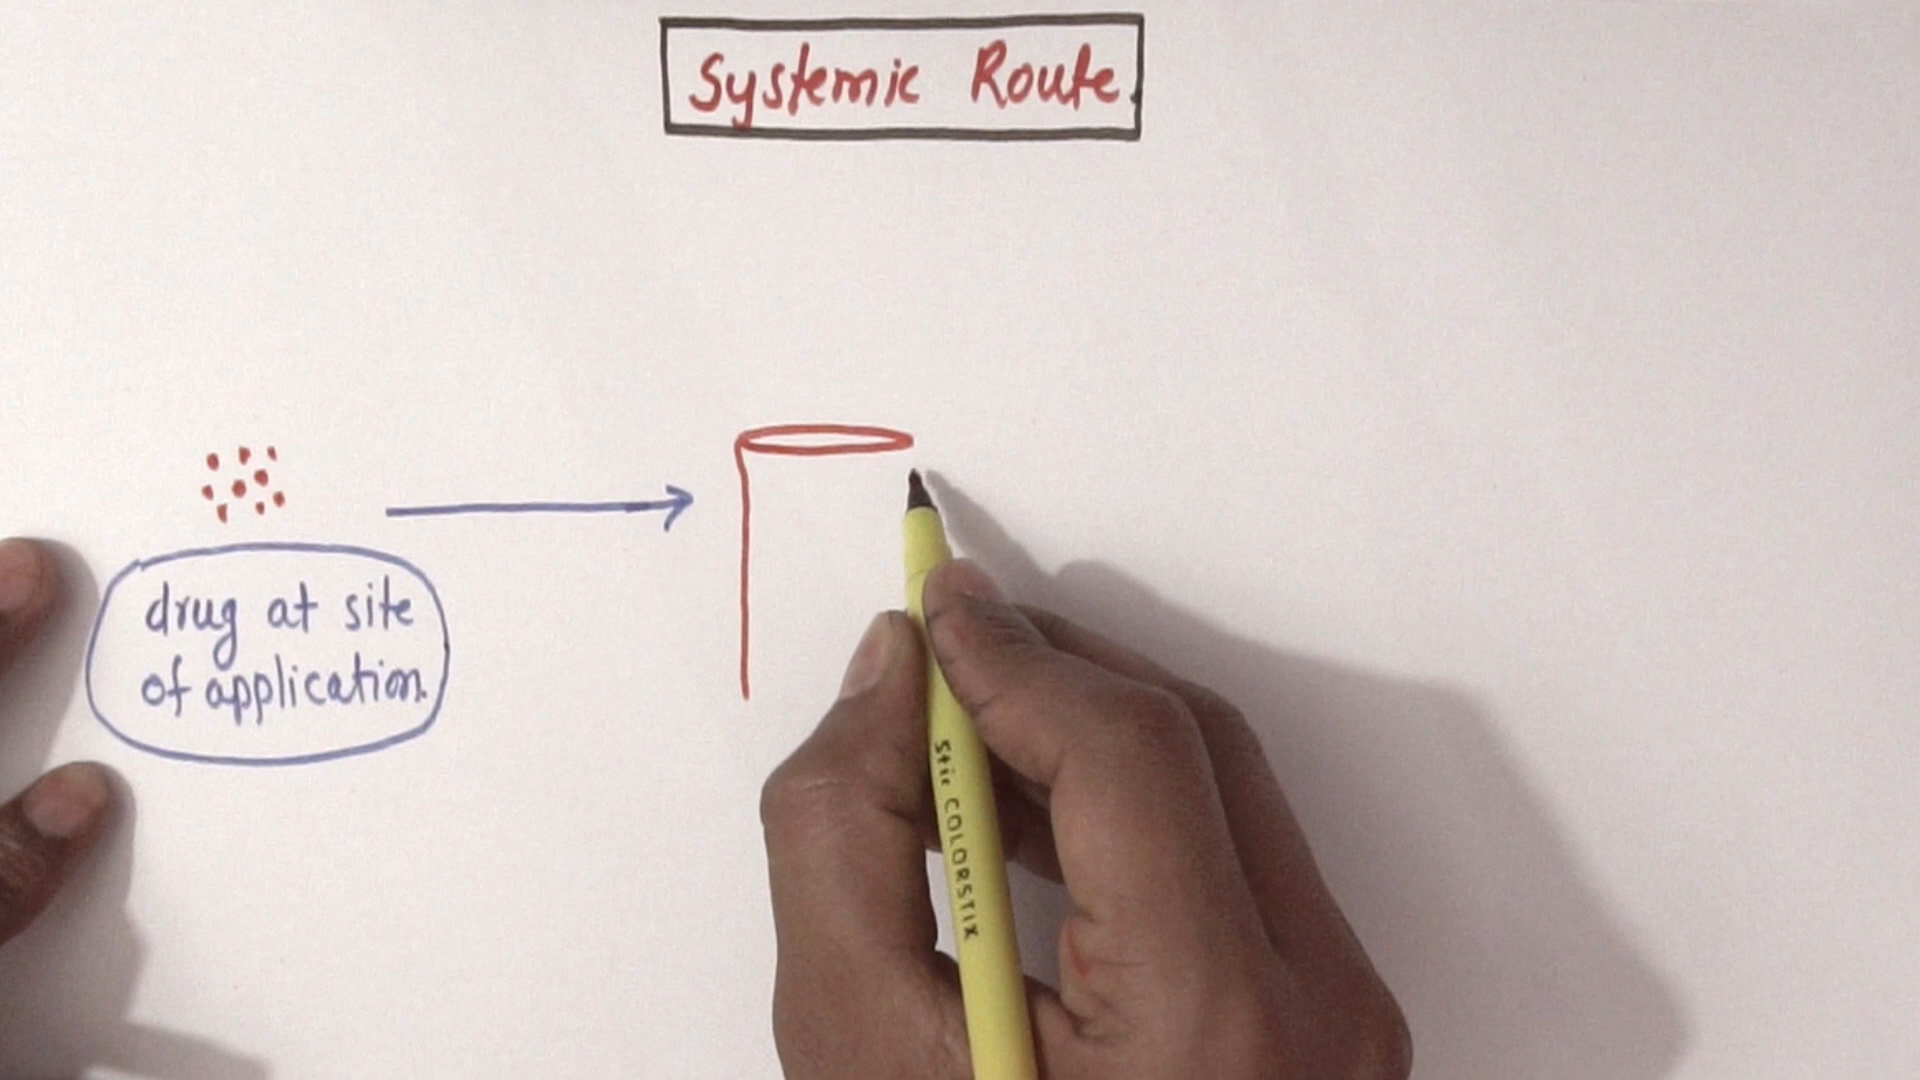 Systemic Route
drug at site
of application.
Stic COLORSTIX